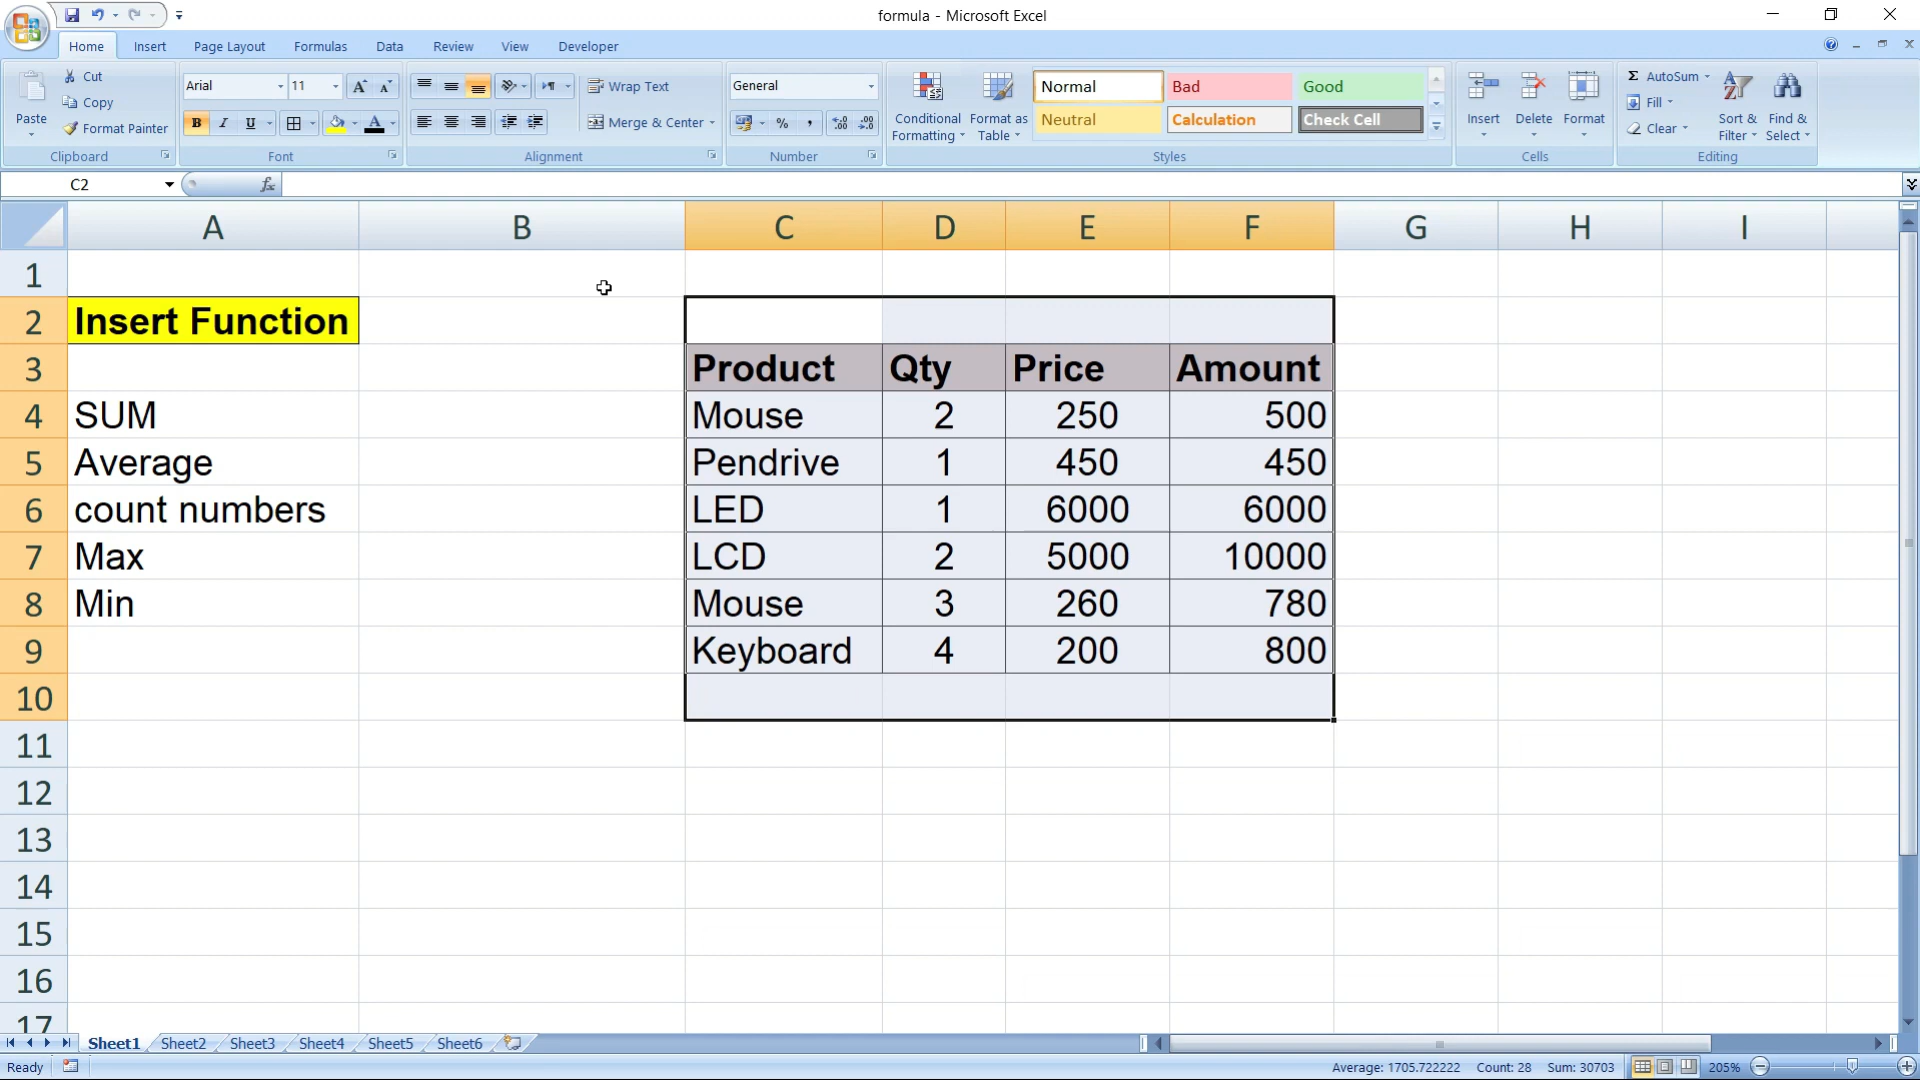 formula - Microsoft Excel
Home Insert Page Layout Formulas Data Review View Developer
Paste
Cut
Copy
Format Painter
Clipboard
Arial 11
B I U A
Font
Wrap Text
Merge & Center
Alignment
General
%
Number
Conditional Formatting
Format as Table
Normal Bad Good
Neutral Calculation Check Cell
Styles
Insert Delete Format
Cells
Σ AutoSum
Fill
Clear
Sort & Filter
Find & Select
Editing
C2 fx
A B C D E F G H I
1
2 Insert Function
3 Product Qty Price Amount
4 SUM Mouse 2 250 500
5 Average Pendrive 1 450 450
6 count numbers LED 1 6000 6000
7 Max LCD 2 5000 10000
8 Min Mouse 3 260 780
9 Keyboard 4 200 800
10
11
12
13
14
15
16
17
Sheet1 Sheet2 Sheet3 Sheet4 Sheet5 Sheet6
Ready Average: 1705.722222 Count: 28 Sum: 30703 205%